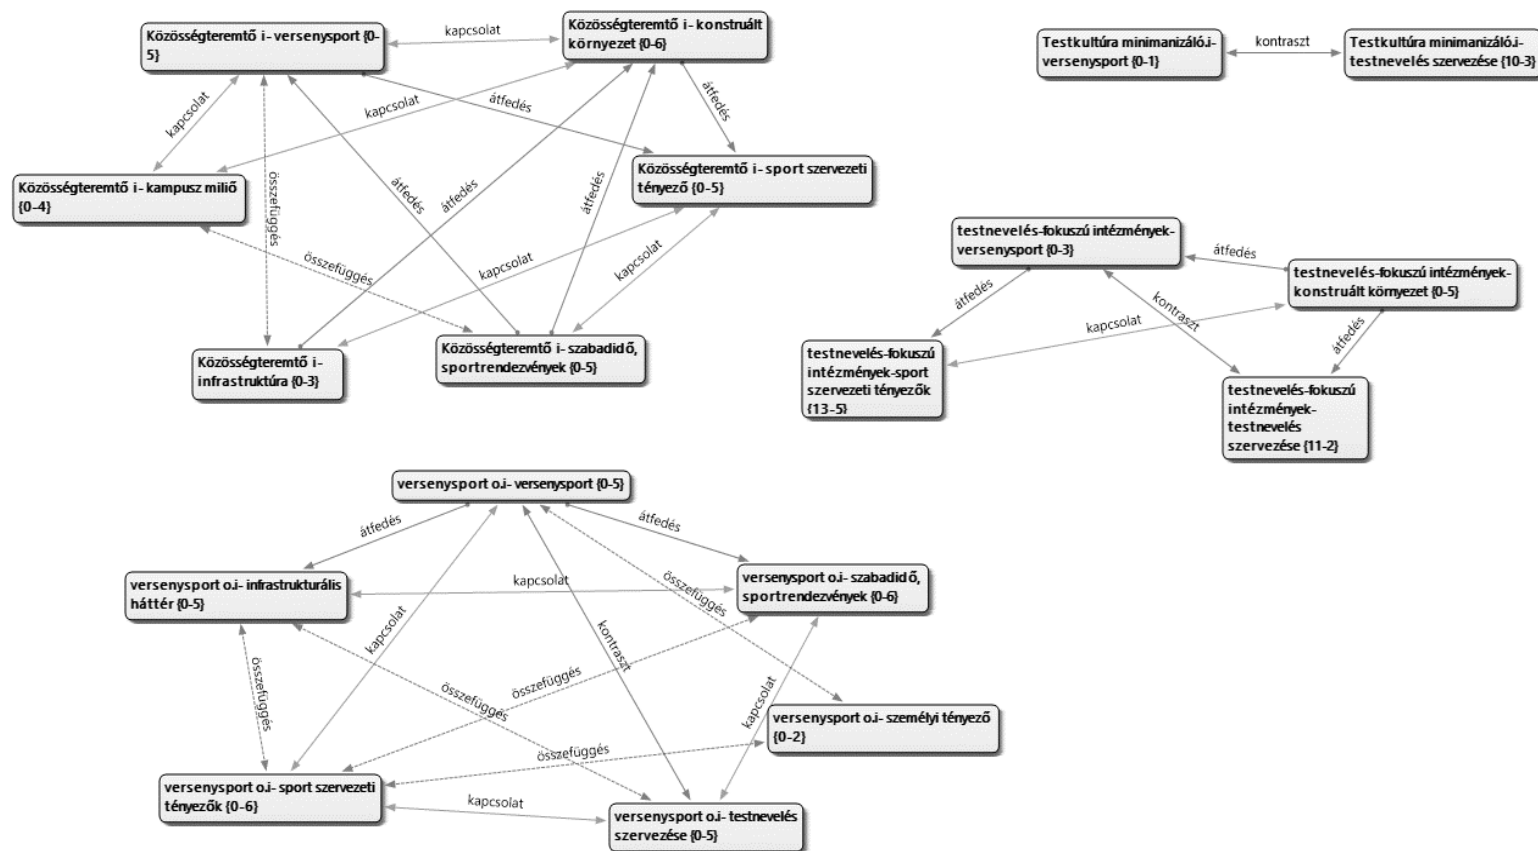 Közösségteremtő i- versenysport {0-
5}
kapcsolat
Közösségteremtő i- konstruált
környezet {0-6}
kapcsolat
kapcsolat
átfedés
átfedés
Közösségteremtő i- kampusz miliő
{0-4}
összefüggés
átfedés
átfedés
átfedés
Közösségteremtő i- sport szervezeti
tényező {0-5}
összefüggés
kapcsolat
kapcsolat
Közösségteremtő i-
infrastruktúra {0-3}
Közösségteremtő i- szabadidő,
sportrendezvények {0-5}
Testkultúra minimanizáló.i-
versenysport {0-1}
kontraszt
Testkultúra minimanizáló.i-
testnevelés szervezése {10-3}
testnevelés-fokuszú intézmények-
versenysport {0-3}
átfedés
testnevelés-fokuszú intézmények-
konstruált környezet {0-5}
átfedés
kontraszt
kapcsolat
átfedés
testnevelés-fokuszú
intézmények-sport
szervezeti tényezők
{13-5}
testnevelés-fokuszú
intézmények-
testnevelés
szervezése {11-2}
versenysport o.i- versenysport {0-5}
átfedés
átfedés
versenysport o.i- infrastrukturális
háttér {0-5}
kapcsolat
versenysport o.i- szabadidő,
sportrendezvények {0-6}
összefüggés
kapcsolat
kontraszt
összefüggés
összefüggés
összefüggés
kapcsolat
versenysport o.i- személyi tényező
{0-2}
összefüggés
versenysport o.i- sport szervezeti
tényezők {0-6}
kapcsolat
versenysport o.i- testnevelés
szervezése {0-5}